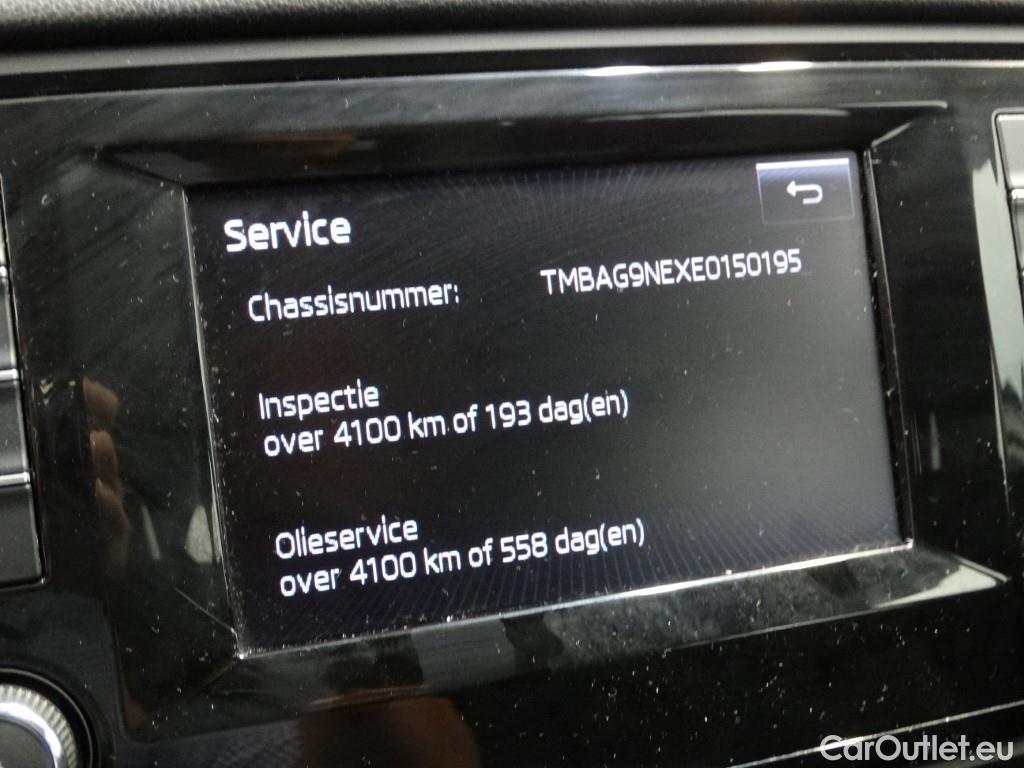 Service
Chassisnummer: TMBAG9NEXE0150195
Inspectie
over 4100 km of 193 dag(en)
Olieservice
over 4100 km of 558 dag(en)
CarOutlet.eu